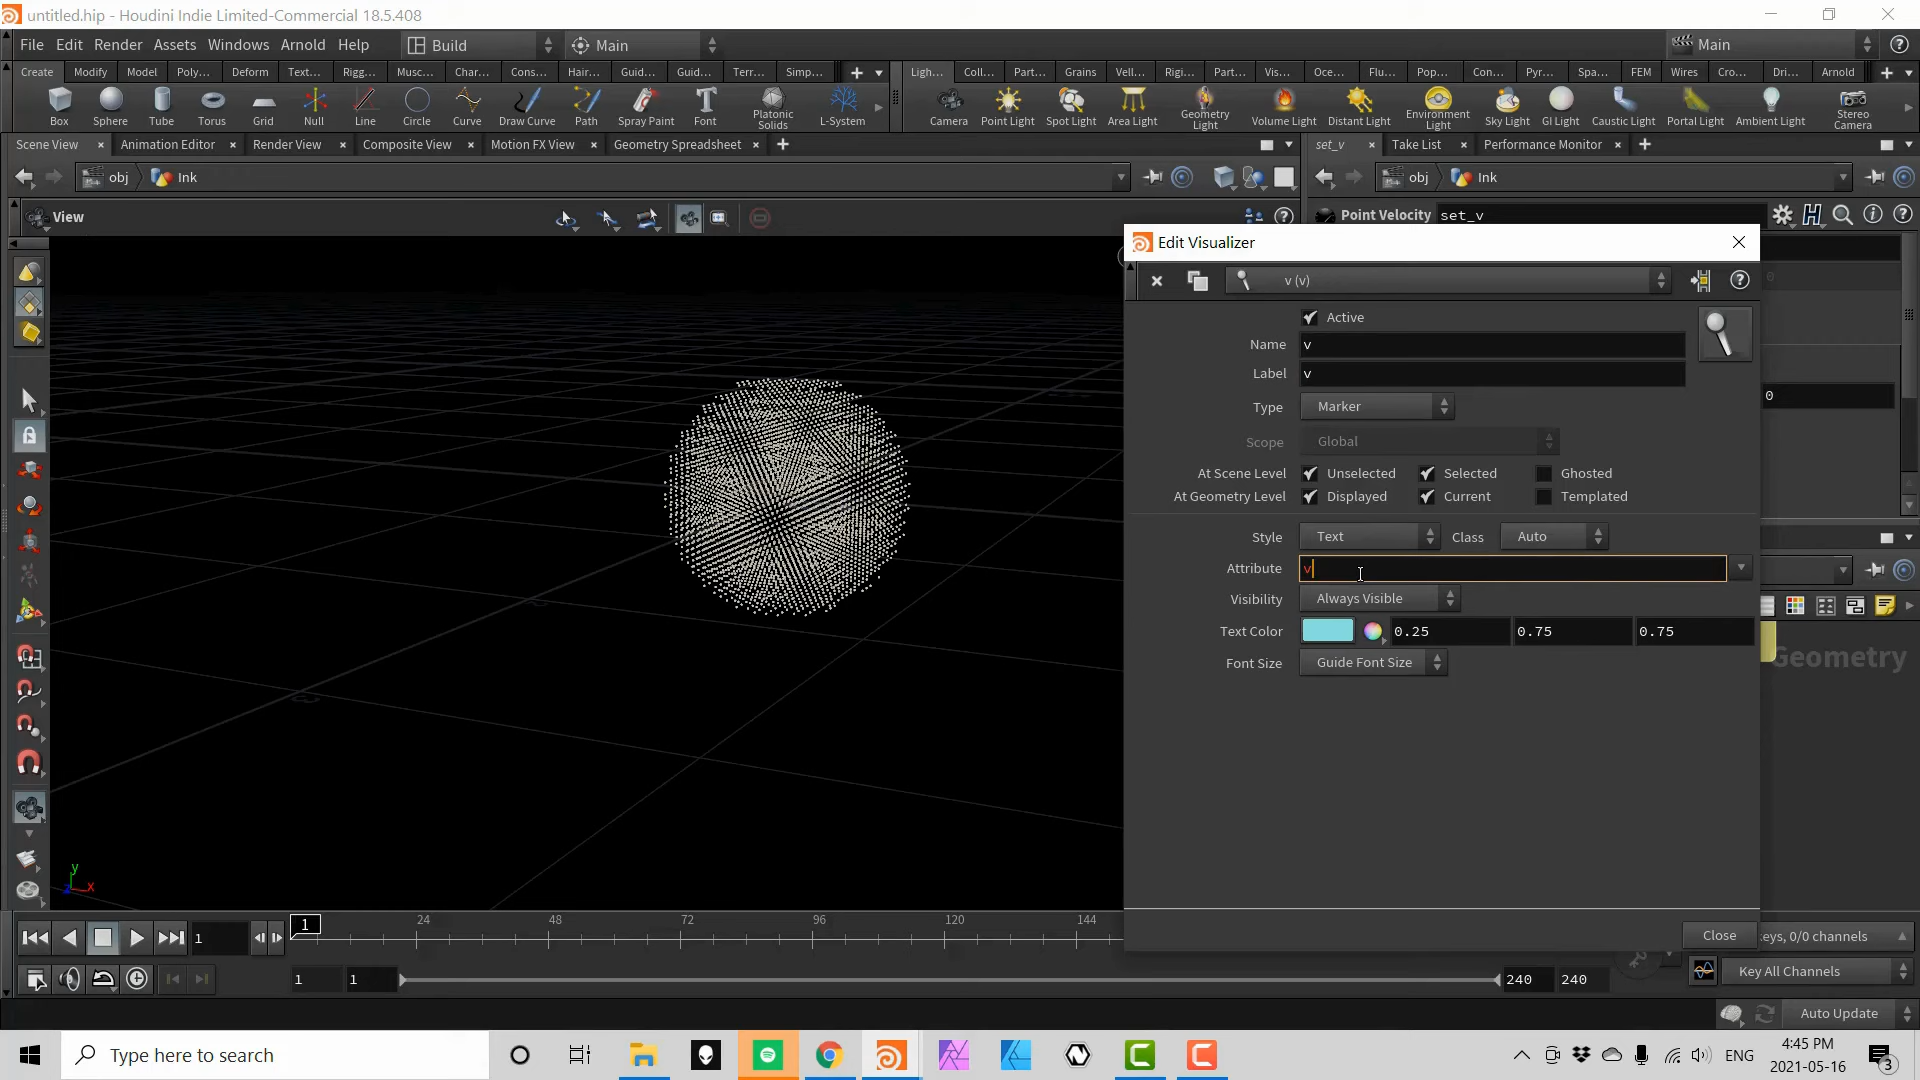 untitled.hip - Houdini Indie Limited-Commercial 18.5.408
File Edit Render Assets Windows Arnold Help Build Main Main
Create Modify Model Poly... Deform Text... Rigg... Musc... Char... Cons... Hair... Guid... Guid... Terr... Simp...
Ligh... Coll... Part... Grains Vell... Rigi... Part... Vis... Oce... Flu... Pop... Con... Pyr... Spa... FEM Wires Cro... Dri... Arnold
Box Sphere Tube Torus Grid Null Line Circle Curve Draw Curve Path Spray Paint Font Platonic Solids L-System
Camera Point Light Spot Light Area Light Geometry Light Volume Light Distant Light Environment Light Sky Light GI Light Caustic Light Portal Light Ambient Light Stereo Camera
Scene View Animation Editor Render View Composite View Motion FX View Geometry Spreadsheet
set_v Take List Performance Monitor
obj Ink
obj Ink
View
Point Velocity set_v
Edit Visualizer
v (v)
Active
Name v
Label v
Type Marker
0
Scope Global
At Scene Level Unselected Selected Ghosted
At Geometry Level Displayed Current Templated
Style Text Class Auto
Attribute v
Visibility Always Visible
Text Color 0.25 0.75 0.75
Font Size Guide Font Size
Geometry
y
z x
Close
eys, 0/0 channels
1 1 24 48 72 96 120 144
1 1 240 240
Key All Channels
Auto Update
Type here to search
ENG
4:45 PM
2021-05-16
3